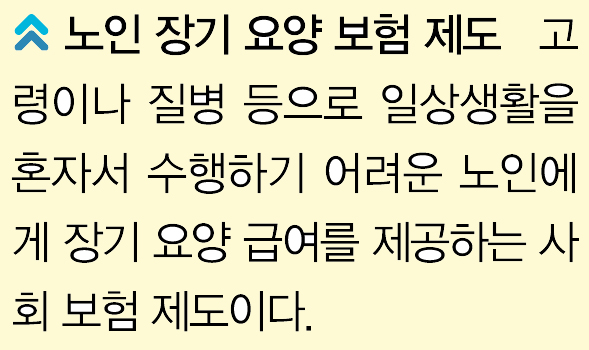 노인 장기 요양 보험 제도 고
령이나 질병 등으로 일상생활을
혼자서 수행하기 어려운 노인에
게 장기 요양 급여를 제공하는 사
회 보험 제도이다.